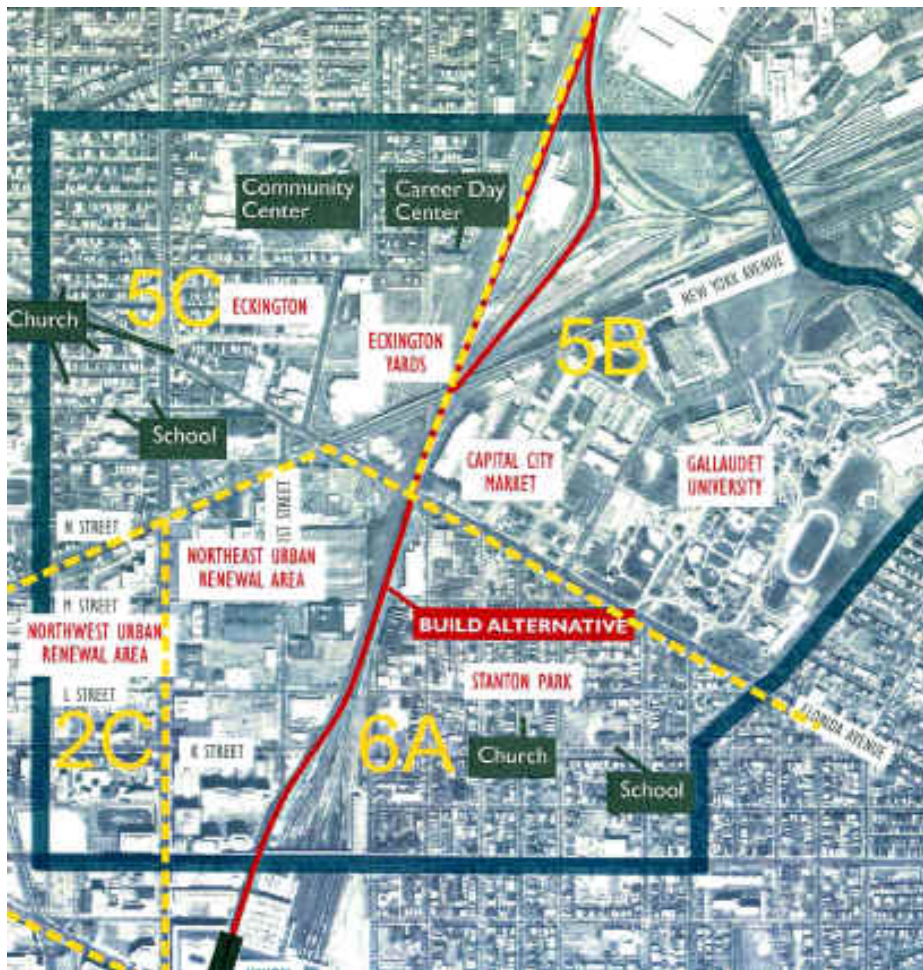 Community
Center
Career Day
Center
NEW YORK AVENUE
5C
ECKINGTON
Church
ECKINGTON
YARDS
5B
School
CAPITAL CITY
MARKET
GALLAUDET
UNIVERSITY
N STREET
NORTHEAST URBAN
RENEWAL AREA
M STREET
NORTHWEST URBAN
RENEWAL AREA
BUILD ALTERNATIVE
STANTON PARK
L STREET
2C
K STREET
6A
Church
FLORIDA AVENUE
School